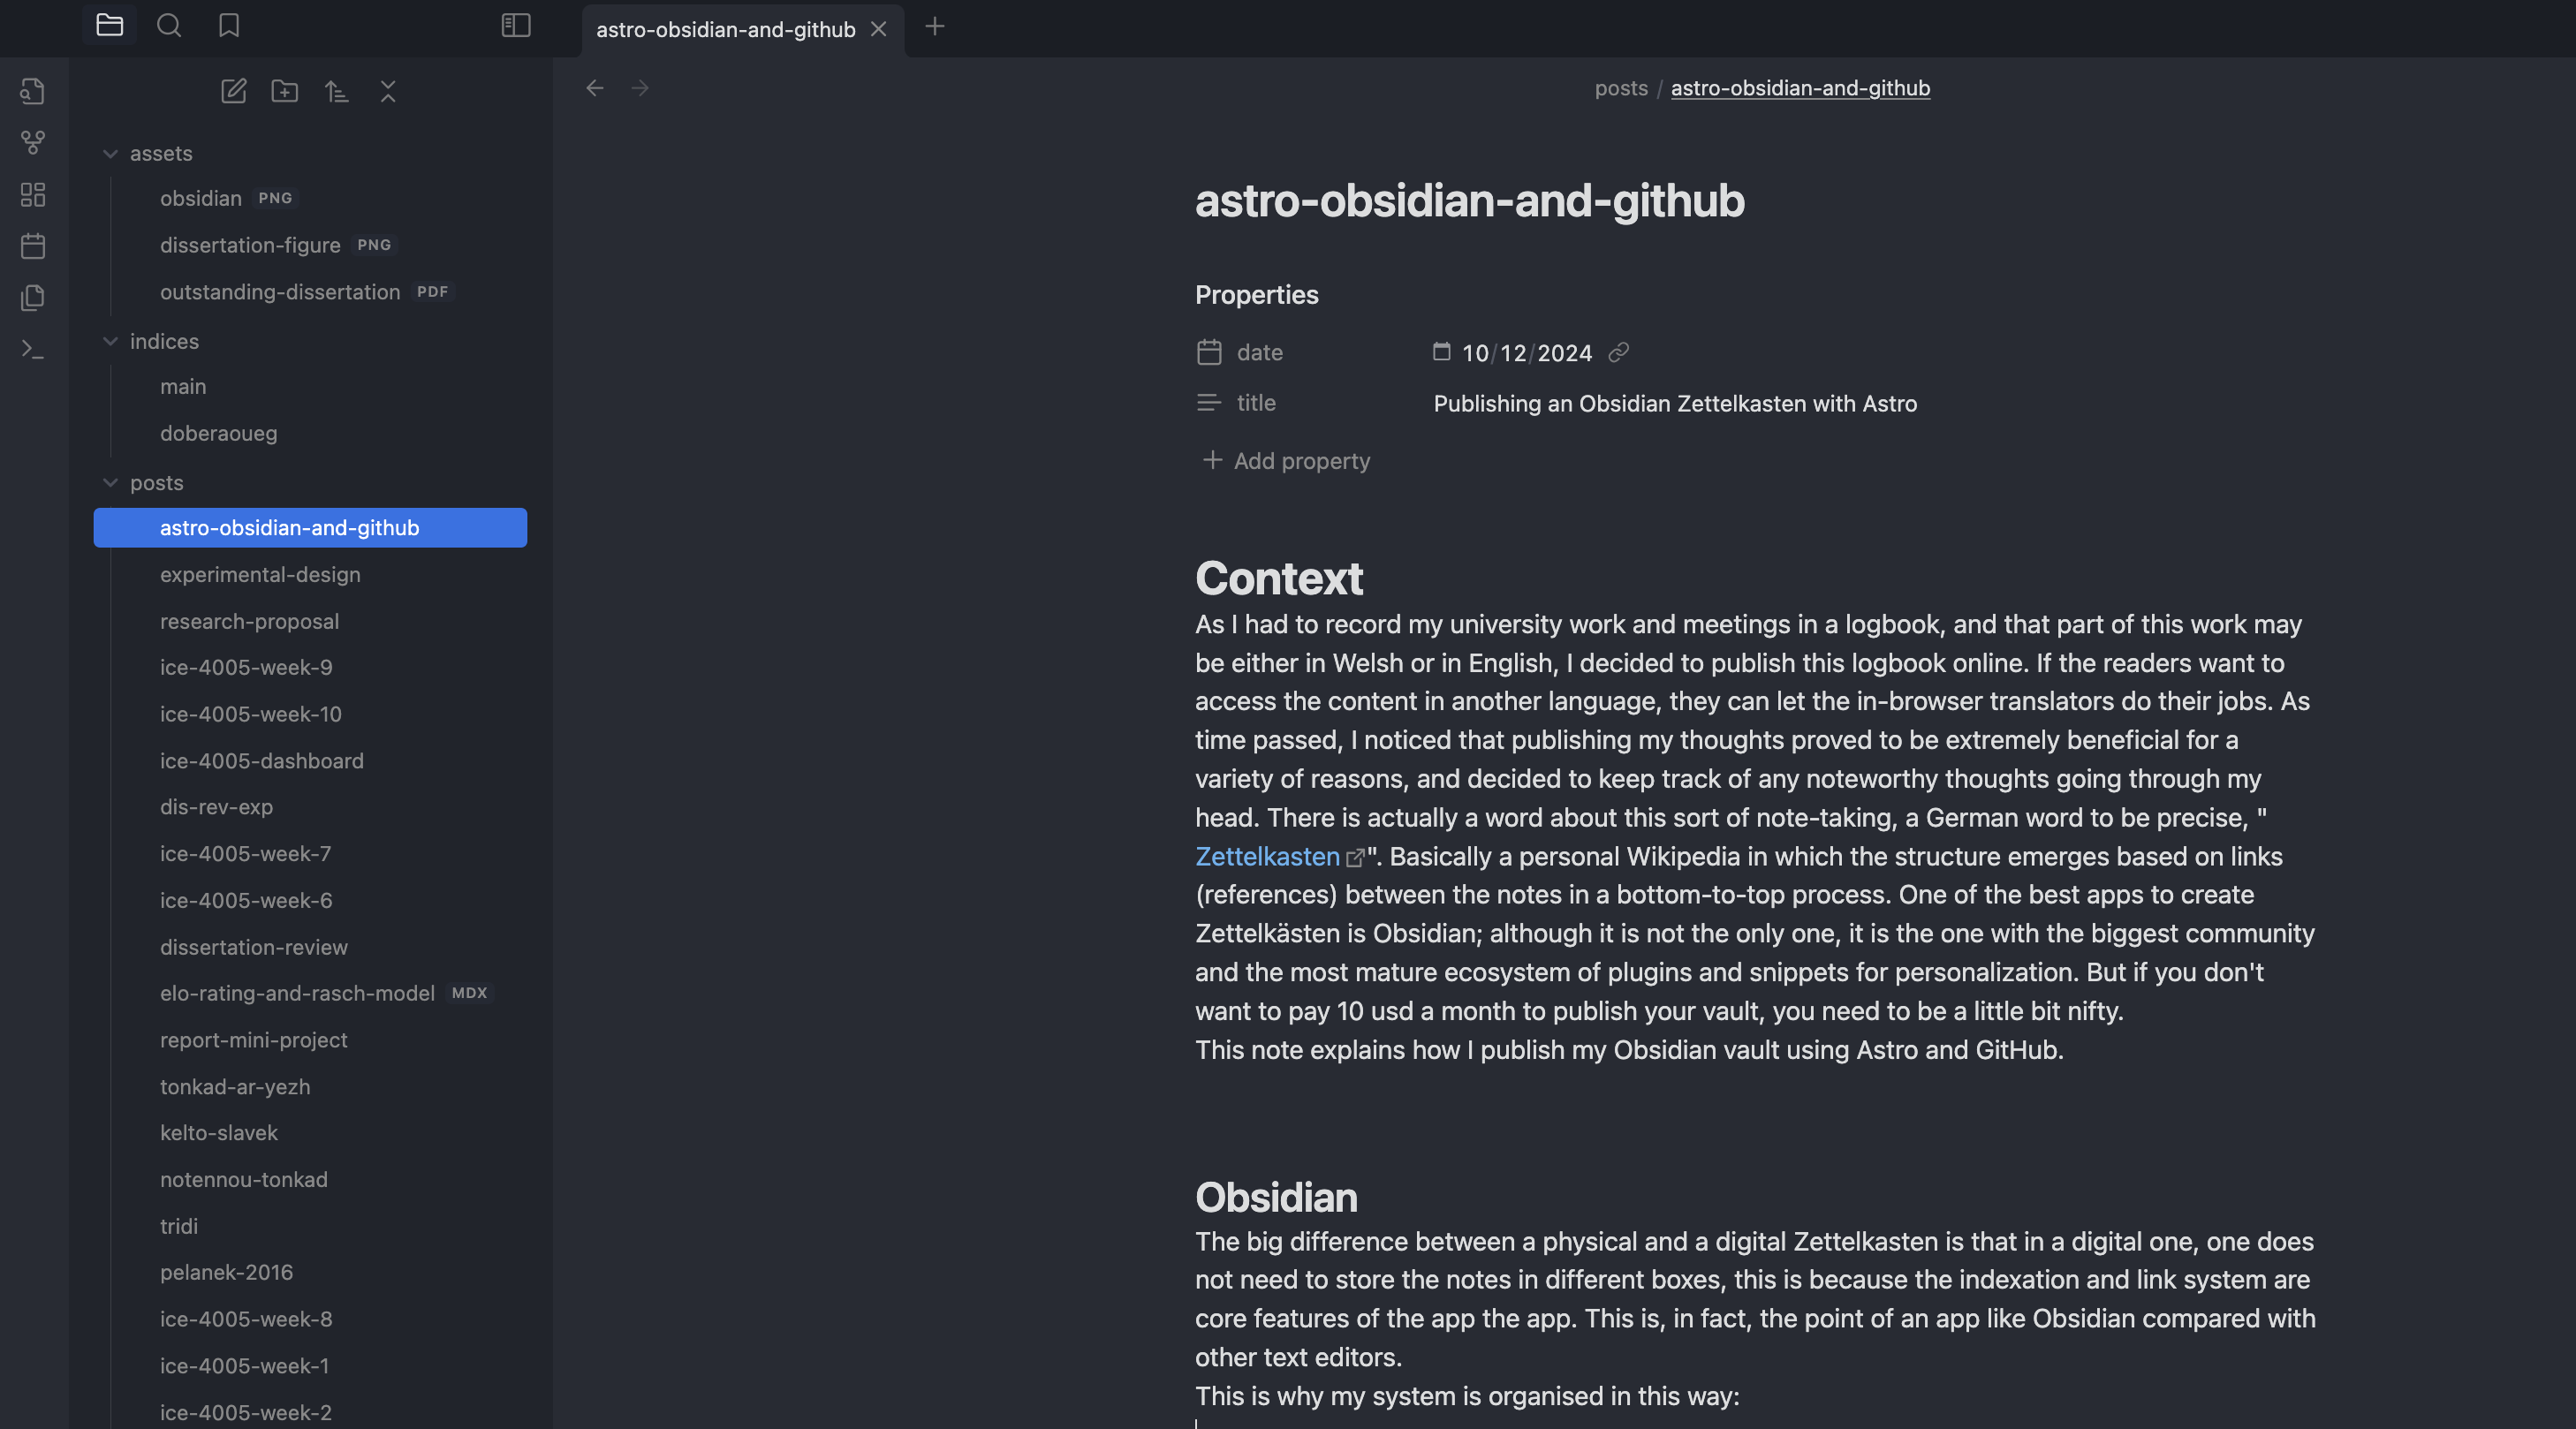 astro-obsidian-and-github
assets
obsidian PNG
dissertation-figure PNG
outstanding-dissertation PDF
indices
main
doberaoueg
posts
astro-obsidian-and-github
experimental-design
research-proposal
ice-4005-week-9
ice-4005-week-10
ice-4005-dashboard
dis-rev-exp
ice-4005-week-7
ice-4005-week-6
dissertation-review
elo-rating-and-rasch-model MDX
report-mini-project
tonkad-ar-yezh
kelto-slavek
notennou-tonkad
tridi
pelanek-2016
ice-4005-week-8
ice-4005-week-1
ice-4005-week-2
posts / astro-obsidian-and-github
astro-obsidian-and-github
Properties
date 10/12/2024
title Publishing an Obsidian Zettelkasten with Astro
+ Add property
Context
As I had to record my university work and meetings in a logbook, and that part of this work may
be either in Welsh or in English, I decided to publish this logbook online. If the readers want to
access the content in another language, they can let the in-browser translators do their jobs. As
time passed, I noticed that publishing my thoughts proved to be extremely beneficial for a
variety of reasons, and decided to keep track of any noteworthy thoughts going through my
head. There is actually a word about this sort of note-taking, a German word to be precise, "
Zettelkasten". Basically a personal Wikipedia in which the structure emerges based on links
(references) between the notes in a bottom-to-top process. One of the best apps to create
Zettelkästen is Obsidian; although it is not the only one, it is the one with the biggest community
and the most mature ecosystem of plugins and snippets for personalization. But if you don't
want to pay 10 usd a month to publish your vault, you need to be a little bit nifty.
This note explains how I publish my Obsidian vault using Astro and GitHub.
Obsidian
The big difference between a physical and a digital Zettelkasten is that in a digital one, one does
not need to store the notes in different boxes, this is because the indexation and link system are
core features of the app the app. This is, in fact, the point of an app like Obsidian compared with
other text editors.
This is why my system is organised in this way: